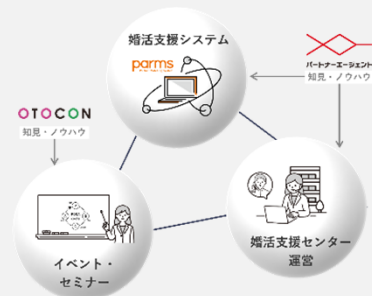 婚活支援システム
parms
パートナーエージェント
知見・ノウハウ
OTOCON
知見・ノウハウ
イベント・
セミナー
婚活支援センター
運営